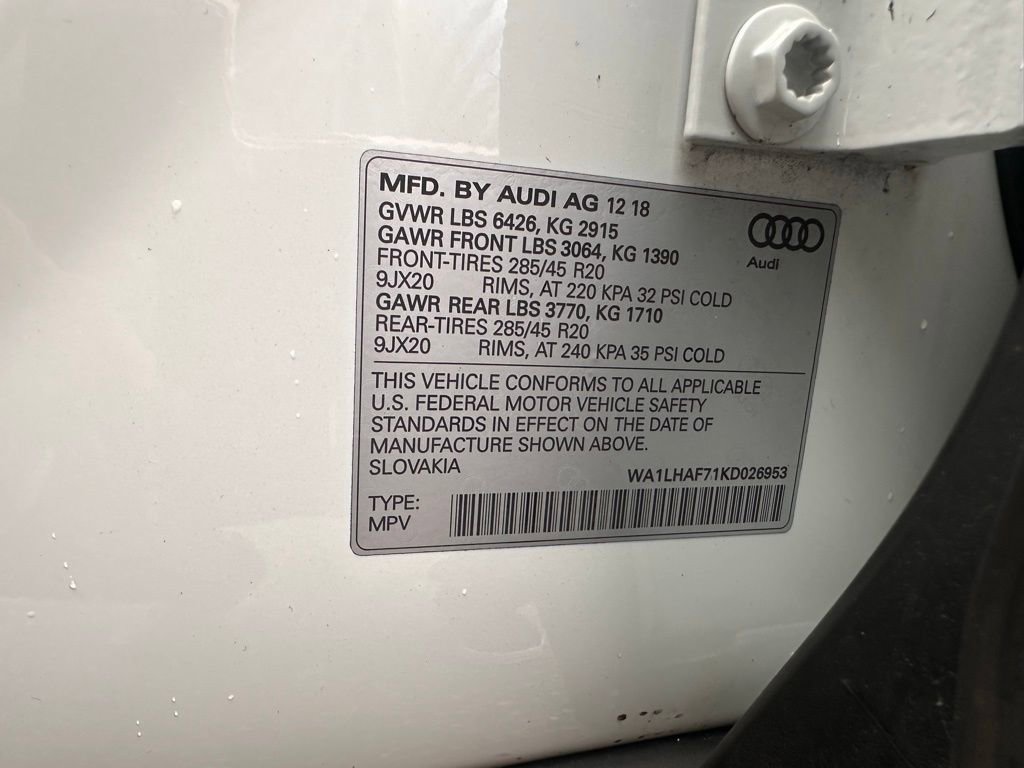 MFD. BY AUDI AG 12 18
GVWR LBS 6426, KG 2915
GAWR FRONT LBS 3064, KG 1390
FRONT-TIRES 285/45 R20
9JX20 RIMS, AT 220 KPA 32 PSI COLD
GAWR REAR LBS 3770, KG 1710
REAR-TIRES 285/45 R20
9JX20 RIMS, AT 240 KPA 35 PSI COLD
Audi
THIS VEHICLE CONFORMS TO ALL APPLICABLE
U.S. FEDERAL MOTOR VEHICLE SAFETY
STANDARDS IN EFFECT ON THE DATE OF
MANUFACTURE SHOWN ABOVE.
SLOVAKIA
WA1LHAF71KD026953
TYPE:
MPV